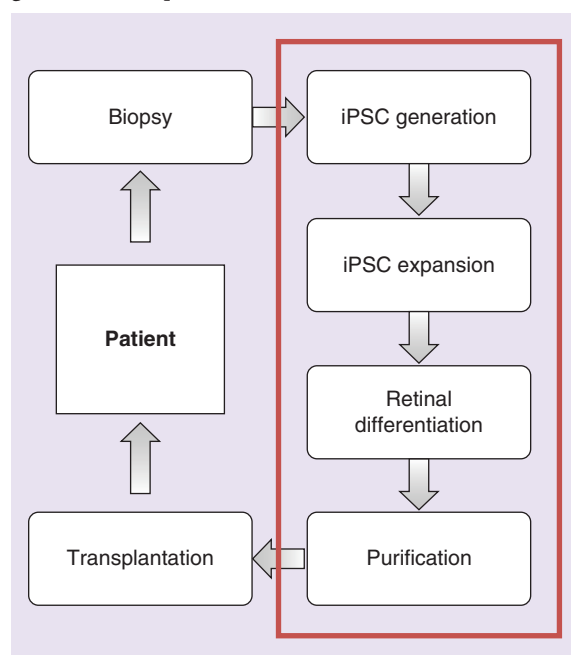 Biopsy
iPSC generation
iPSC expansion
Patient
Retinal
differentiation
Transplantation
Purification